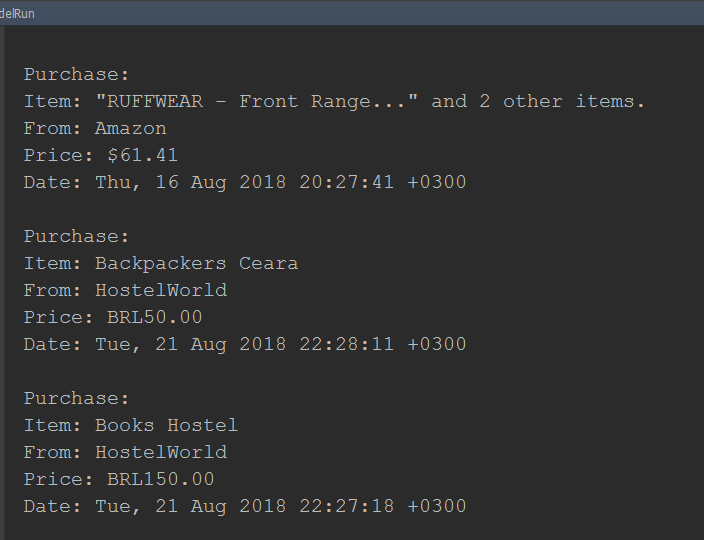 delRun
Purchase:
Item: "RUFFWEAR - Front Range..." and 2 other items.
From: Amazon
Price: $61.41
Date: Thu, 16 Aug 2018 20:27:41 +0300
Purchase:
Item: Backpackers Ceara
From: HostelWorld
Price: BRL50.00
Date: Tue, 21 Aug 2018 22:28:11 +0300
Purchase:
Item: Books Hostel
From: HostelWorld
Price: BRL150.00
Date: Tue, 21 Aug 2018 22:27:18 +0300